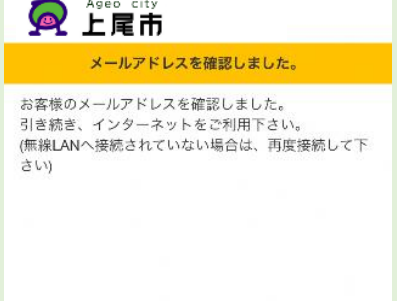 Ageo city
上尾市
メールアドレスを確認しました。
お客様のメールアドレスを確認しました。
引き続き、インターネットをご利用下さい。
(無線LANへ接続されていない場合は、再度接続して下
さい)